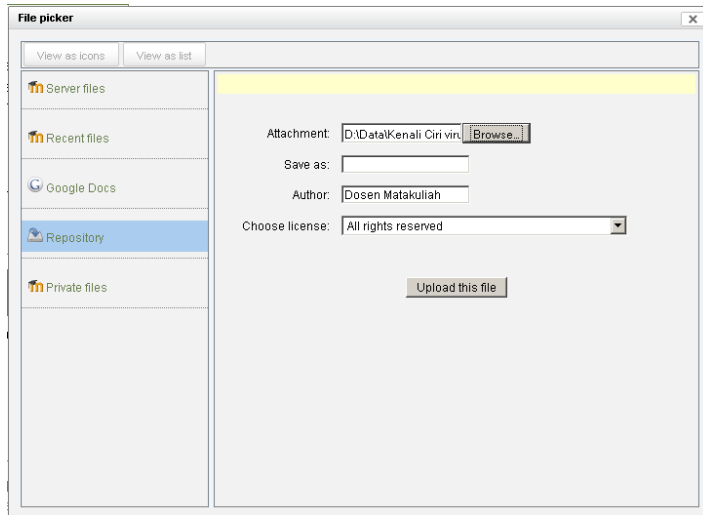 File picker
View as icons View as list
Server files
Recent files
Google Docs
Repository
Private files
Attachment: D:\Data\Kenali Ciri viru Browse...
Save as:
Author: Dosen Matakuliah
Choose license: All rights reserved
Upload this file